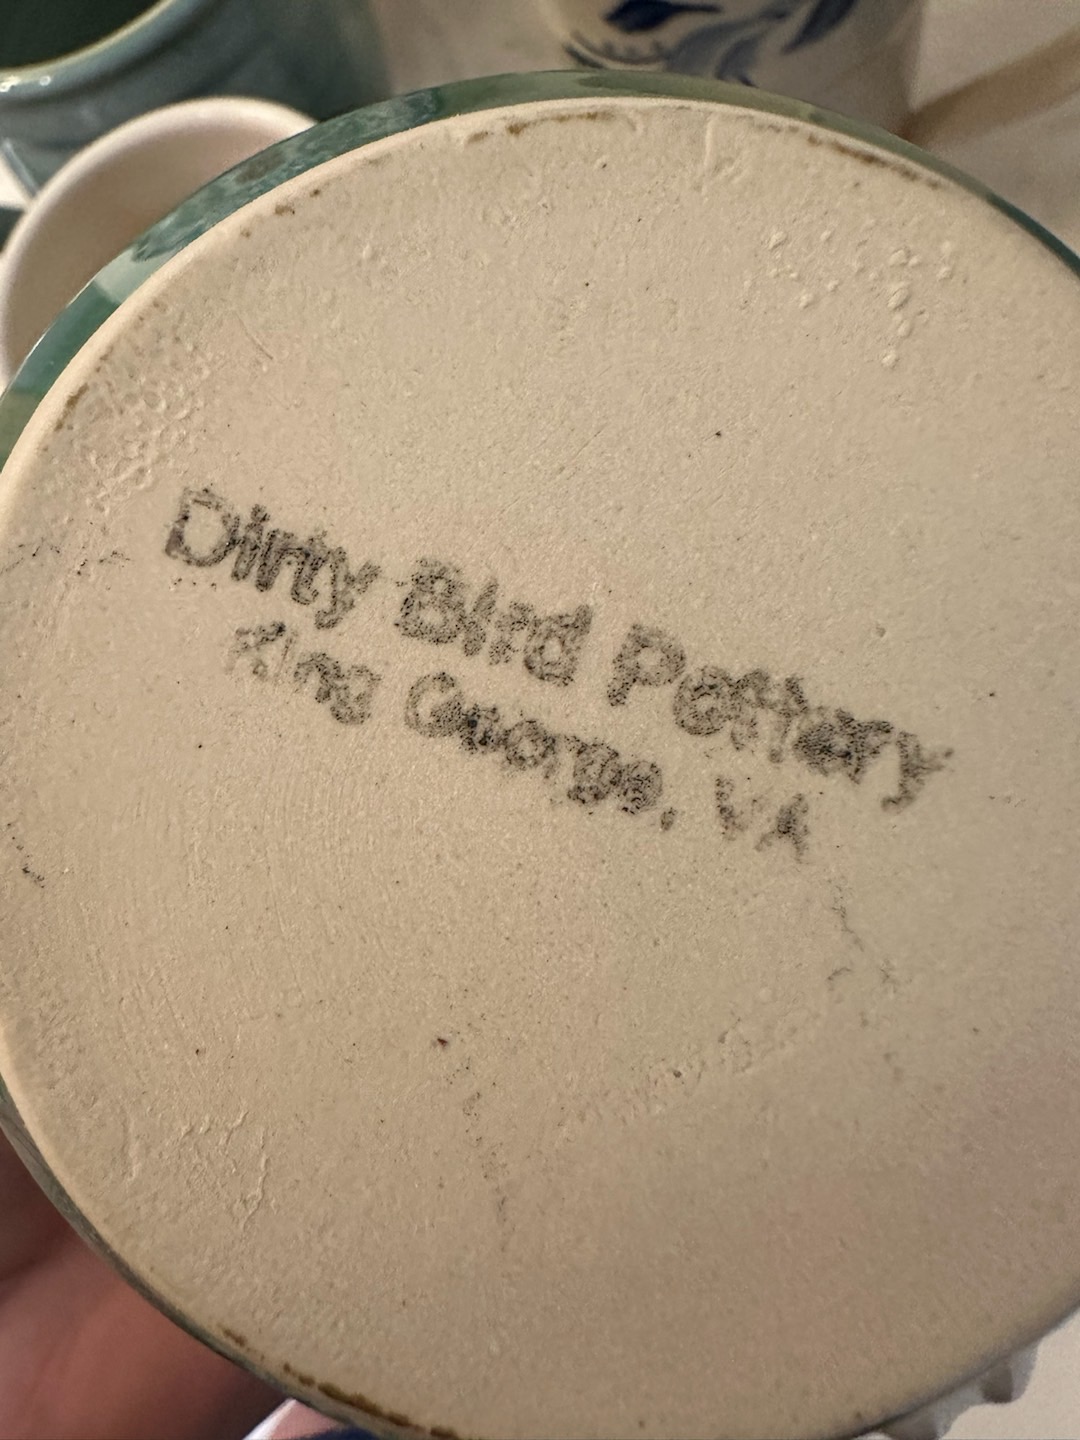 Dirty Bird Pottery
King George, VA